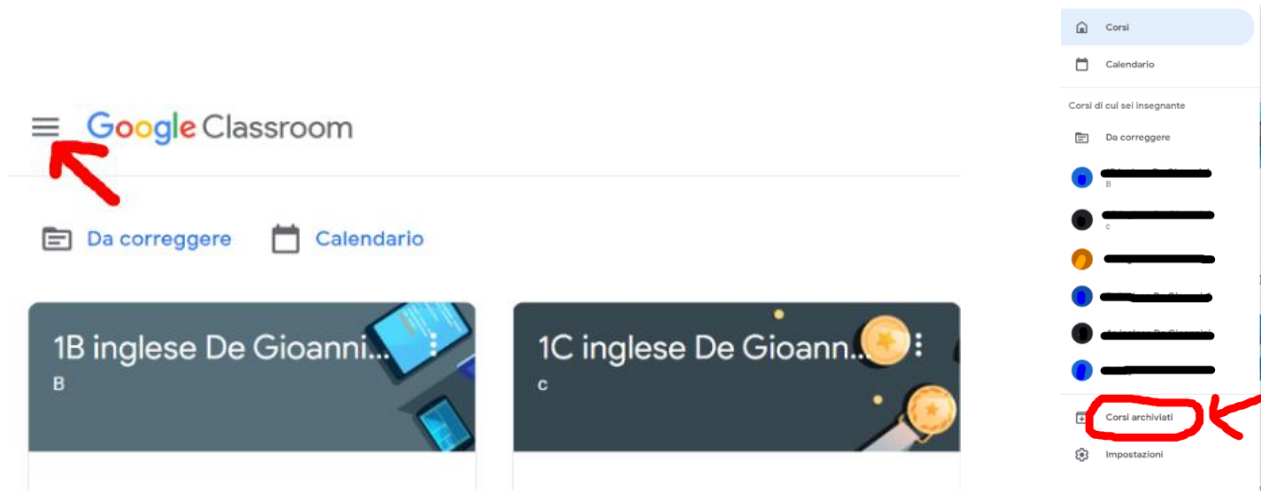 Google Classroom
Da correggere
Calendario
1B inglese De Gioanni...
B
1C inglese De Gioann...
c
Corsi
Calendario
Corsi di cui sei insegnante
Da correggere
B
c
Corsi archiviati
Impostazioni